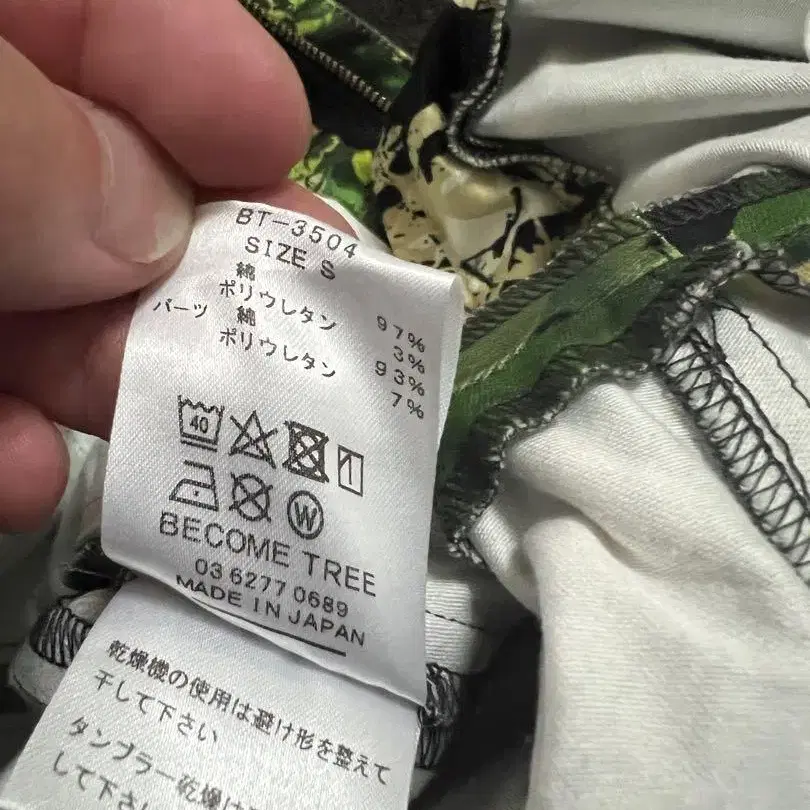 BT-3504
SIZE S
綿 97%
ポリウレタン 3%
パーツ 綿 93%
ポリウレタン 7%
40
W
BECOME TREE
03 6277 0689
MADE IN JAPAN
乾燥機の使用は避け形を整えて
干して下さい
タンブラー乾燥は
して下さい